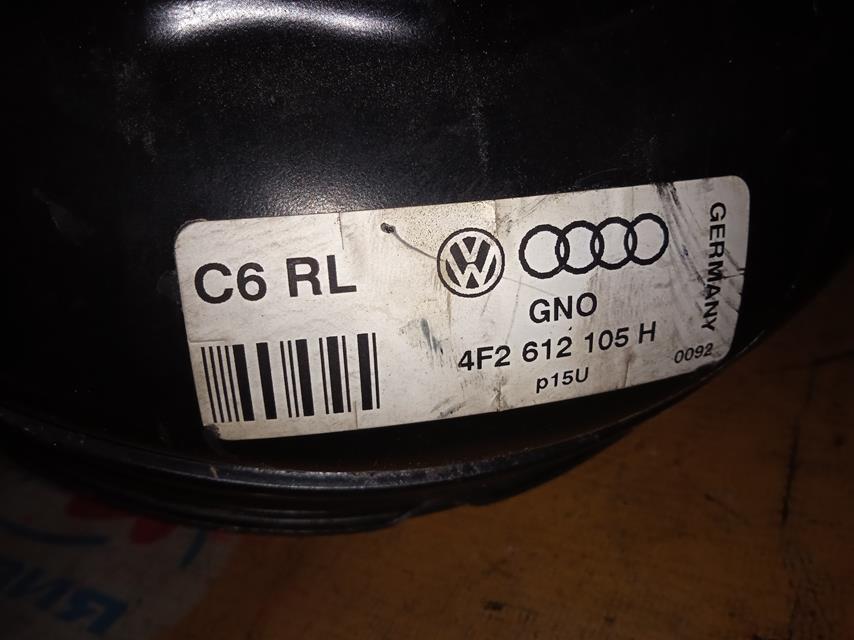 C6 RL
GNO
4F2 612 105 H
p15U
0092
GERMANY